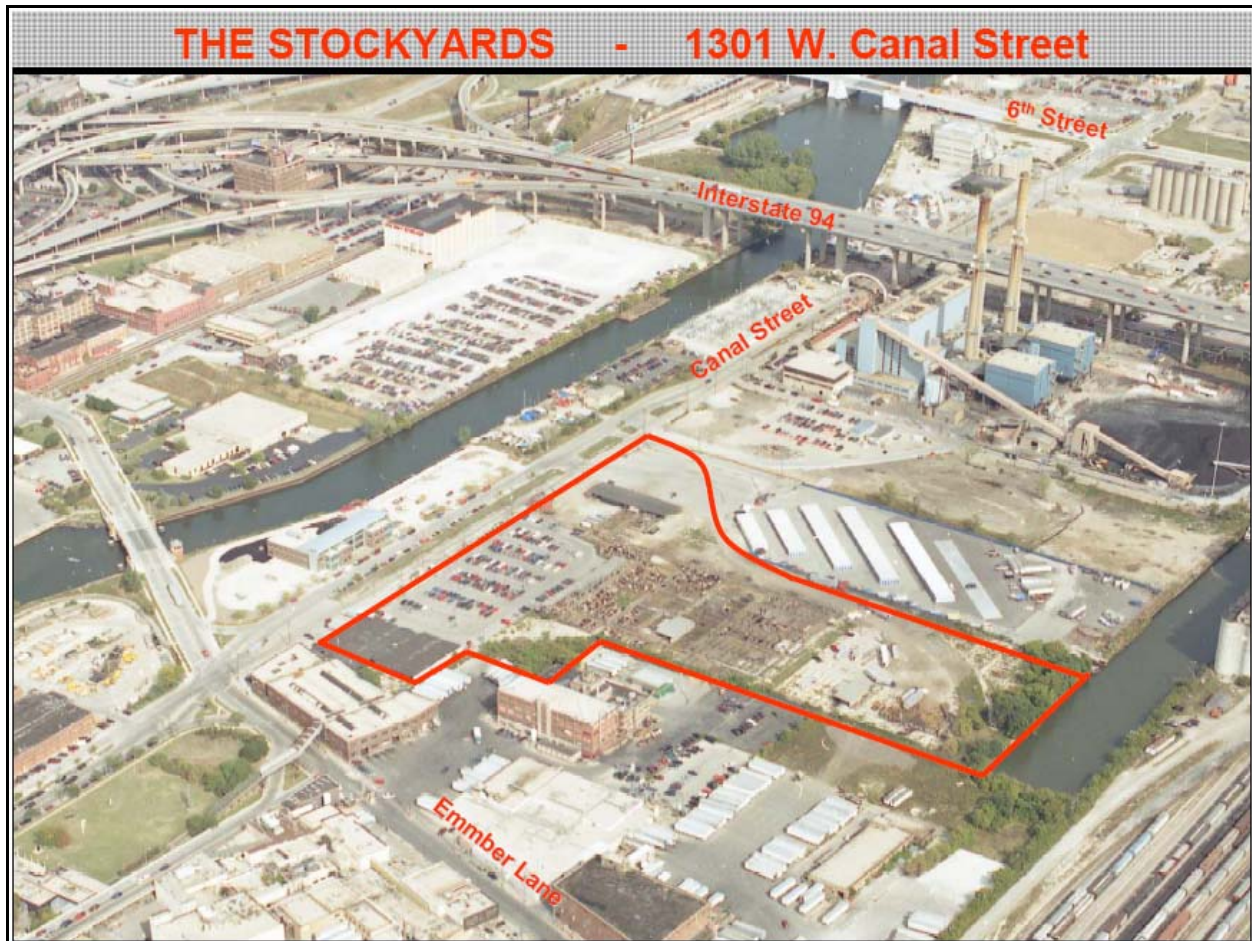 THE STOCKYARDS - 1301 W. Canal Street
6th Street
Interstate 94
Canal Street
Emmber Lane